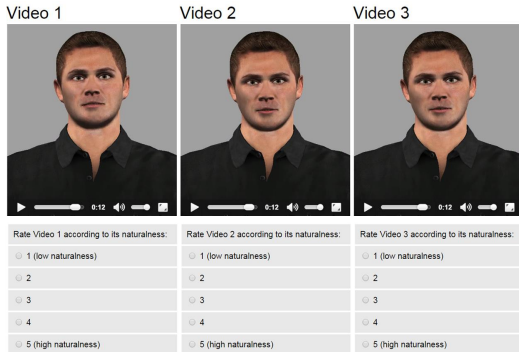 Video 1
Video 2
Video 3
0:12
0:12
0:12
Rate Video 1 according to its naturalness:
1 (low naturalness)
2
3
4
5 (high naturalness)
Rate Video 2 according to its naturalness:
1 (low naturalness)
2
3
4
5 (high naturalness)
Rate Video 3 according to its naturalness:
1 (low naturalness)
2
3
4
5 (high naturalness)